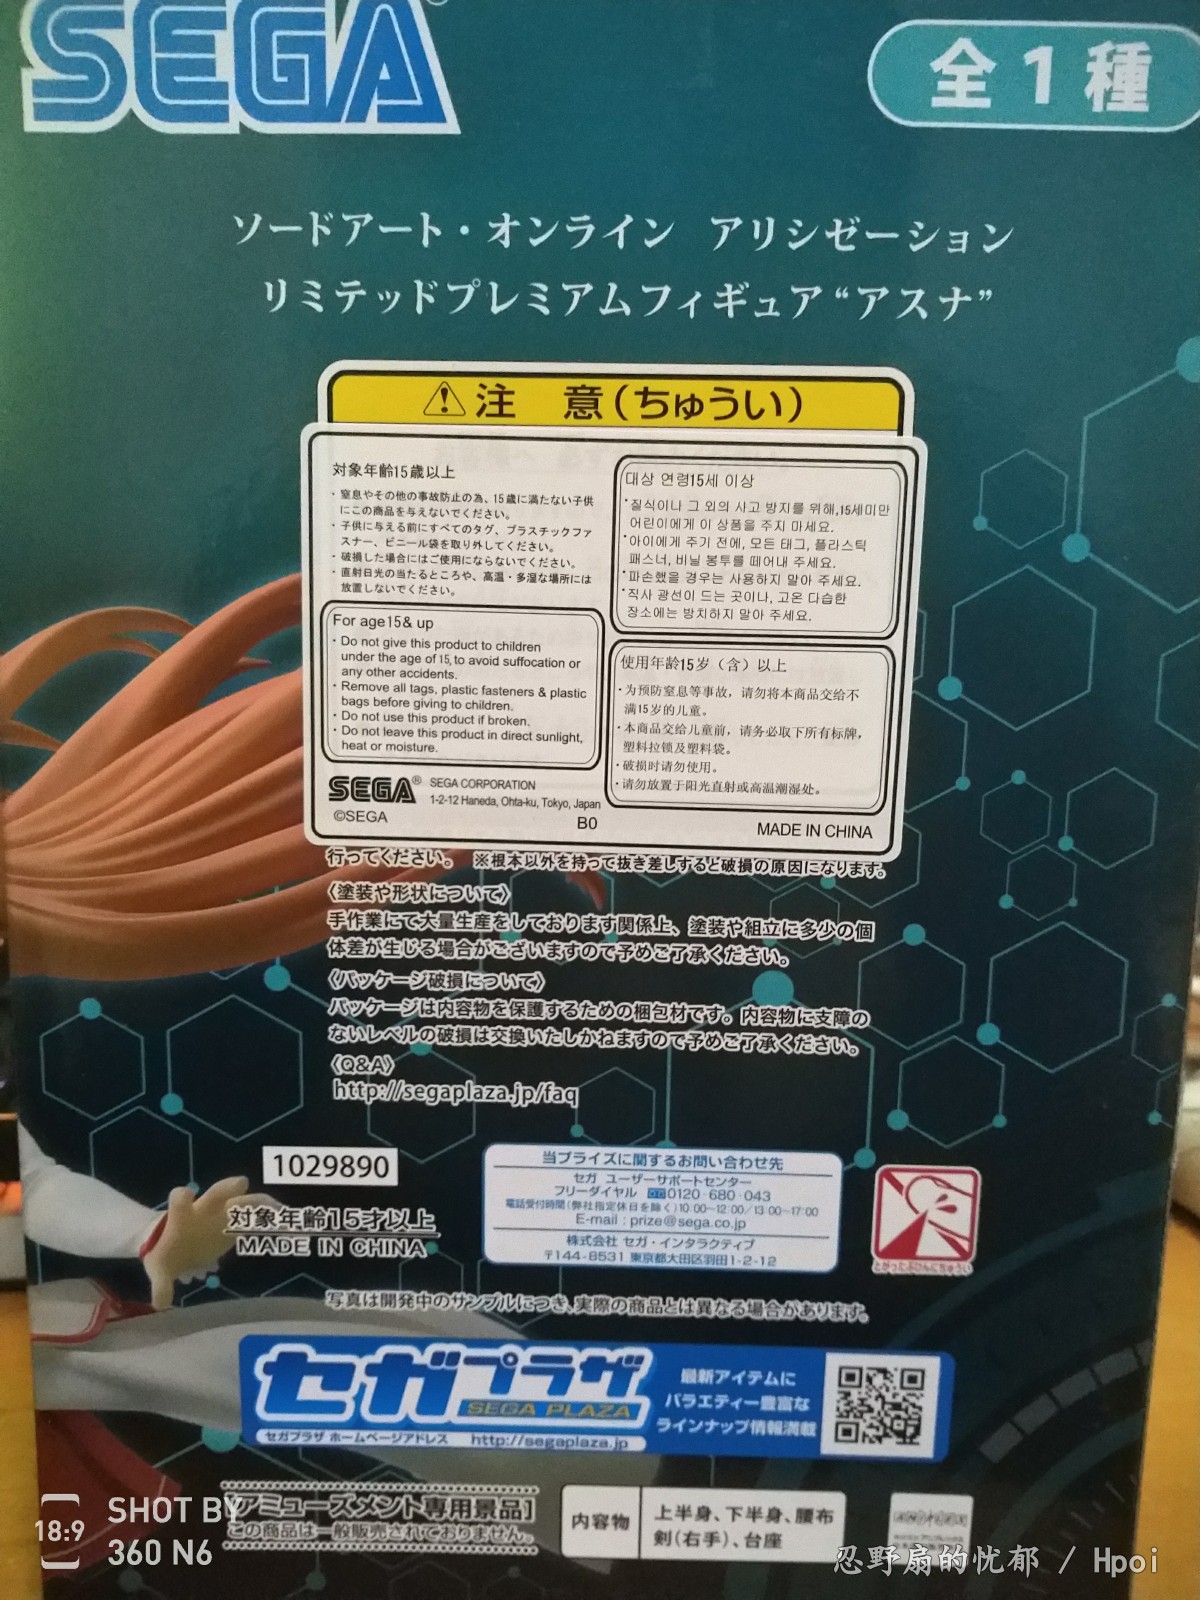 SEGA
全1種
ソードアート・オンライン アリシゼーション
リミテッドプレミアムフィギュア“アスナ”
注 意(ちゅうい)
対象年齢15歳以上
・窒息やその他の事故防止の為、15歳に満たない子供
にこの商品を与えないでください。
・子供に与える前にすべてのタグ、プラスチックファ
スナー、ビニール袋を取り外してください。
・破損した場合にはご使用にならないでください。
・直射日光の当たるところや、高温・多湿な場所には
放置しないでください。
For age15& up
・Do not give this product to children
under the age of 15, to avoid suffocation or
any other accidents.
・Remove all tags, plastic fasteners & plastic
bags before giving to children.
・Do not use this product if broken.
・Do not leave this product in direct sunlight,
heat or moisture.
대상 연령15세 이상
・질식이나 그 외의 사고 방지를 위해,15세미만
어린이에게 이 상품을 주지 마세요.
・아이에게 주기 전에, 모든 태그, 플라스틱
패스너, 비닐 봉투를 떼어내 주세요.
・파손했을 경우는 사용하지 말아 주세요.
・직사 광선이 드는 곳이나, 고온 다습한
장소에는 방치하지 말아 주세요.
使用年龄15岁（含）以上
・为预防窒息等事故，请勿将本商品交给不
满15岁的儿童。
・本商品交给儿童前，请务必取下所有标牌，
塑料拉锁及塑料袋。
・破损时请勿使用。
・请勿放置于阳光直射或高温潮湿处。
SEGA® SEGA CORPORATION
1-2-12 Haneda, Ohta-ku, Tokyo, Japan
©SEGA
B0
MADE IN CHINA
行ってください。 ※根本以外を持って抜き差しすると破損の原因になります。
〈塗装や形状について〉
手作業にて大量生産をしております関係上、塗装や組立に多少の個
体差が生じる場合がございますので予めご了承ください。
〈パッケージ破損について〉
パッケージは内容物を保護するための梱包材です。内容物に支障の
ないレベルの破損は交換いたしかねますので予めご了承ください。
〈Q&A〉
http://segaplaza.jp/faq
1029890
対象年齢15才以上
MADE IN CHINA
当プライズに関するお問い合わせ先
セガ ユーザーサポートセンター
フリーダイヤル 0120-680-043
電話受付時間(弊社指定休日を除く)10:00〜12:00/13:00〜17:00
E-mail : prize@sega.co.jp
株式会社 セガ・インタラクティブ
〒144-8531 東京都大田区羽田1-2-12
とがったぶひんにちゅうい
写真は開発中のサンプルにつき、実際の商品とは異なる場合があります。
セガプラザ
SEGA PLAZA
セガプラザ ホームページアドレス http://segaplaza.jp
最新アイテムに
バラエティー豊富な
ラインナップ情報満載
[アミューズメント専用景品]
この商品は一般販売されておりません。
内容物
上半身、下半身、腰布
剣(右手)、台座
18:9
SHOT BY
360 N6
忍野扇的忧郁 / Hpoi